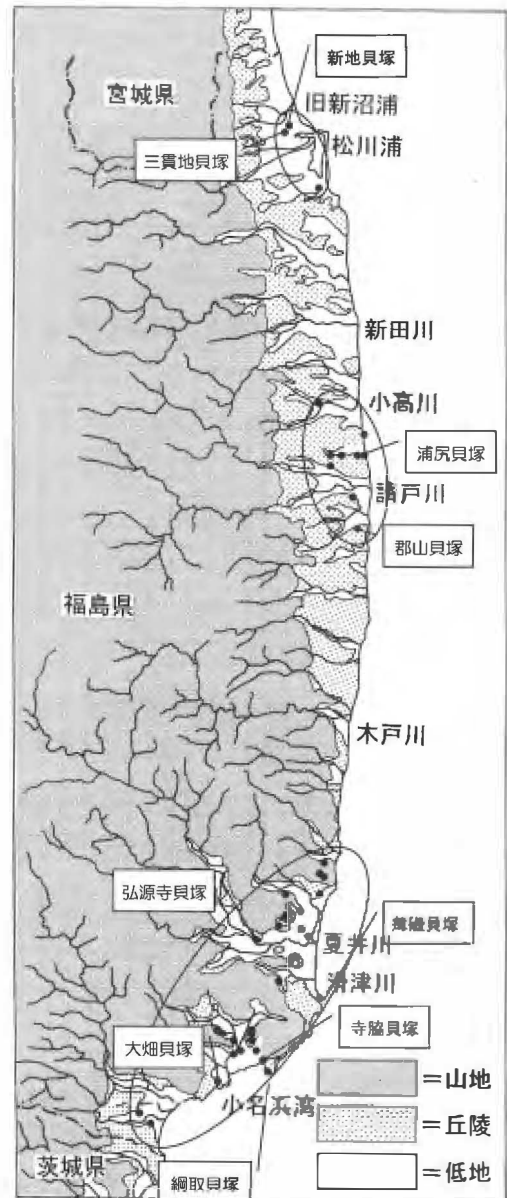 新地貝塚
宮城県
旧新沼浦
松川浦
三貫地貝塚
新田川
小高川
浦尻貝塚
請戸川
郡山貝塚
福島県
木戸川
弘源寺貝塚
薄磯貝塚
夏井川
滑津川
大畑貝塚
寺脇貝塚
小名浜湾
茨城県
綱取貝塚
=山地
=丘陵
=低地